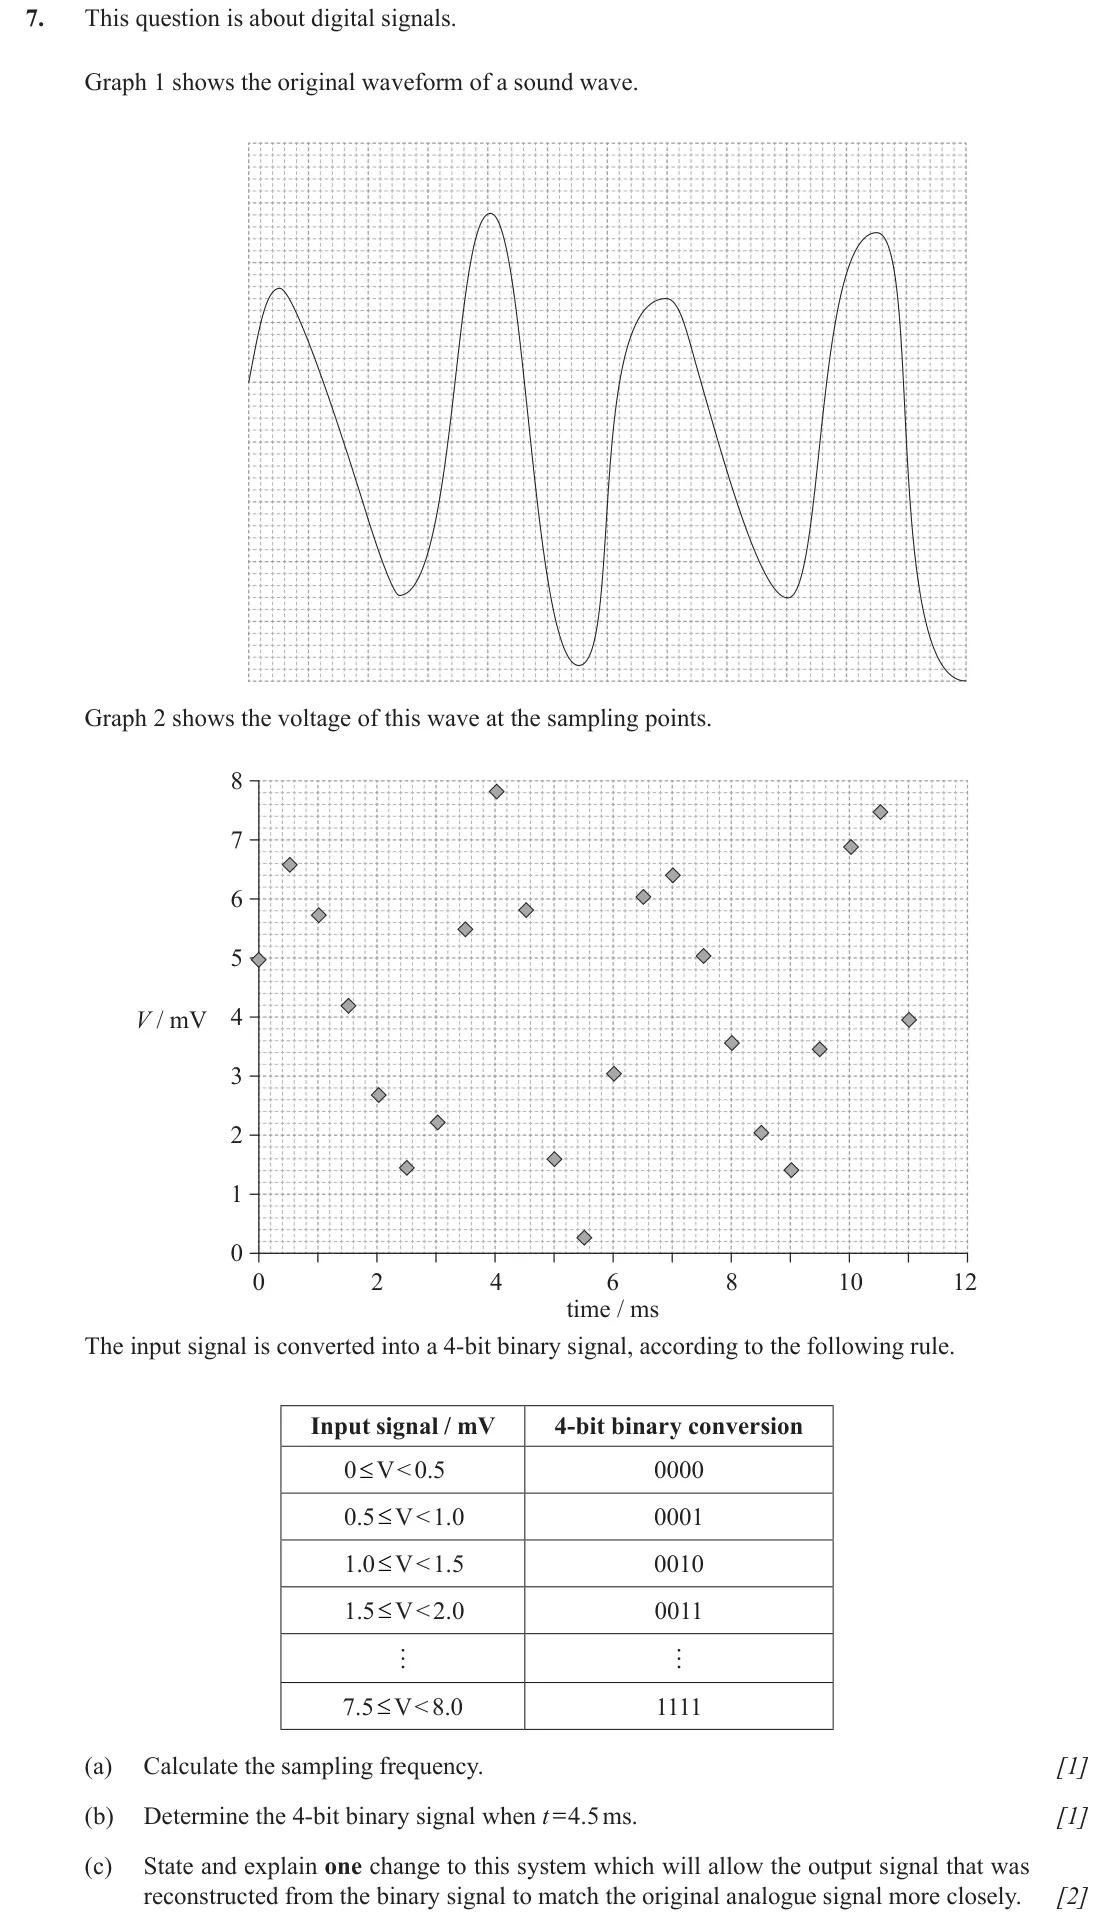 7. This question is about digital signals.
Graph 1 shows the original waveform of a sound wave.
Graph 2 shows the voltage of this wave at the sampling points.
8
7
6
5
V / mV 4
3
2
1
0
0 2 4 6 8 10 12
time / ms
The input signal is converted into a 4-bit binary signal, according to the following rule.
Input signal / mV 4-bit binary conversion
0≤V<0.5 0000
0.5≤V<1.0 0001
1.0≤V<1.5 0010
1.5≤V<2.0 0011
⋮ ⋮
7.5≤V<8.0 1111
(a) Calculate the sampling frequency. [1]
(b) Determine the 4-bit binary signal when t=4.5ms. [1]
(c) State and explain one change to this system which will allow the output signal that was
reconstructed from the binary signal to match the original analogue signal more closely. [2]